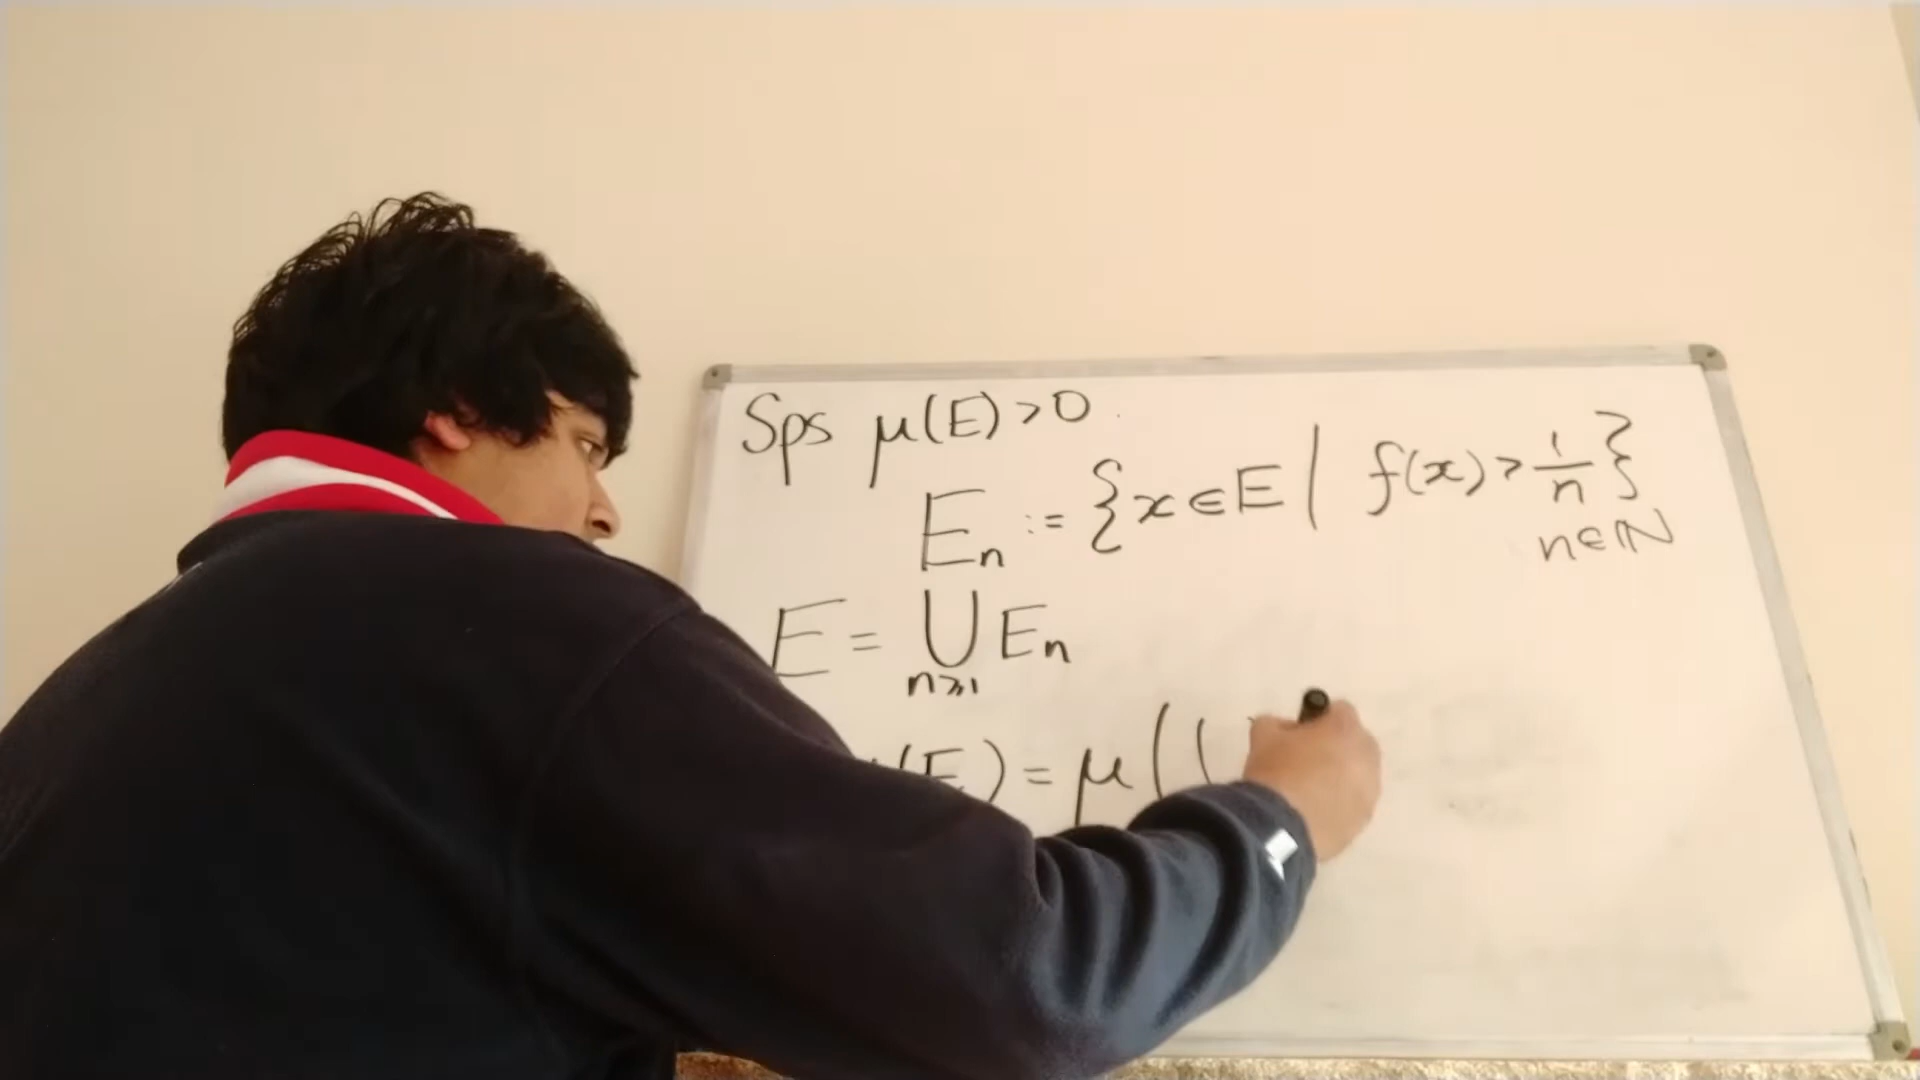 Sps μ(E) > 0.
Eₙ := {x ∈ E | f(x) > 1/n}
n ∈ ℕ
E = ⋃ Eₙ
n ⩾ 1
(E) = μ(